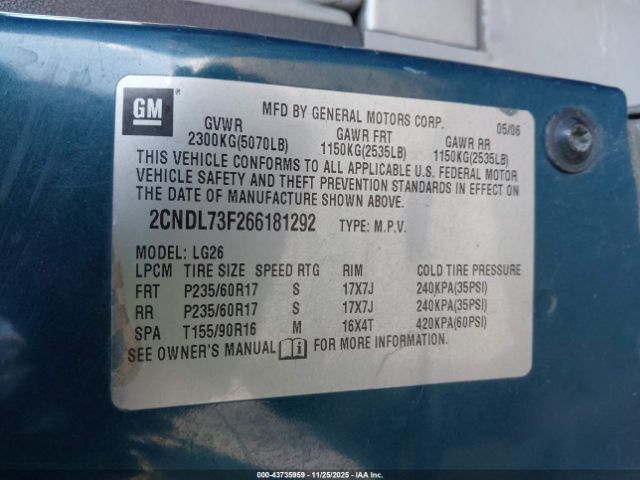 GM
®
MFD BY GENERAL MOTORS CORP. 05/06
GVWR GAWR FRT GAWR RR
2300KG(5070LB) 1150KG(2535LB) 1150KG(2535LB)
THIS VEHICLE CONFORMS TO ALL APPLICABLE U.S. FEDERAL MOTOR
VEHICLE SAFETY AND THEFT PREVENTION STANDARDS IN EFFECT ON
THE DATE OF MANUFACTURE SHOWN ABOVE.
2CNDL73F266181292 TYPE: M.P.V.
MODEL: LG26
LPCM TIRE SIZE SPEED RTG RIM COLD TIRE PRESSURE
FRT P235/60R17 S 17X7J 240KPA(35PSI)
RR P235/60R17 S 17X7J 240KPA(35PSI)
SPA T155/90R16 M 16X4T 420KPA(60PSI)
SEE OWNER'S MANUAL i FOR MORE INFORMATION.
© 000-43735959 - 11/25/2025 - IAAI.COM